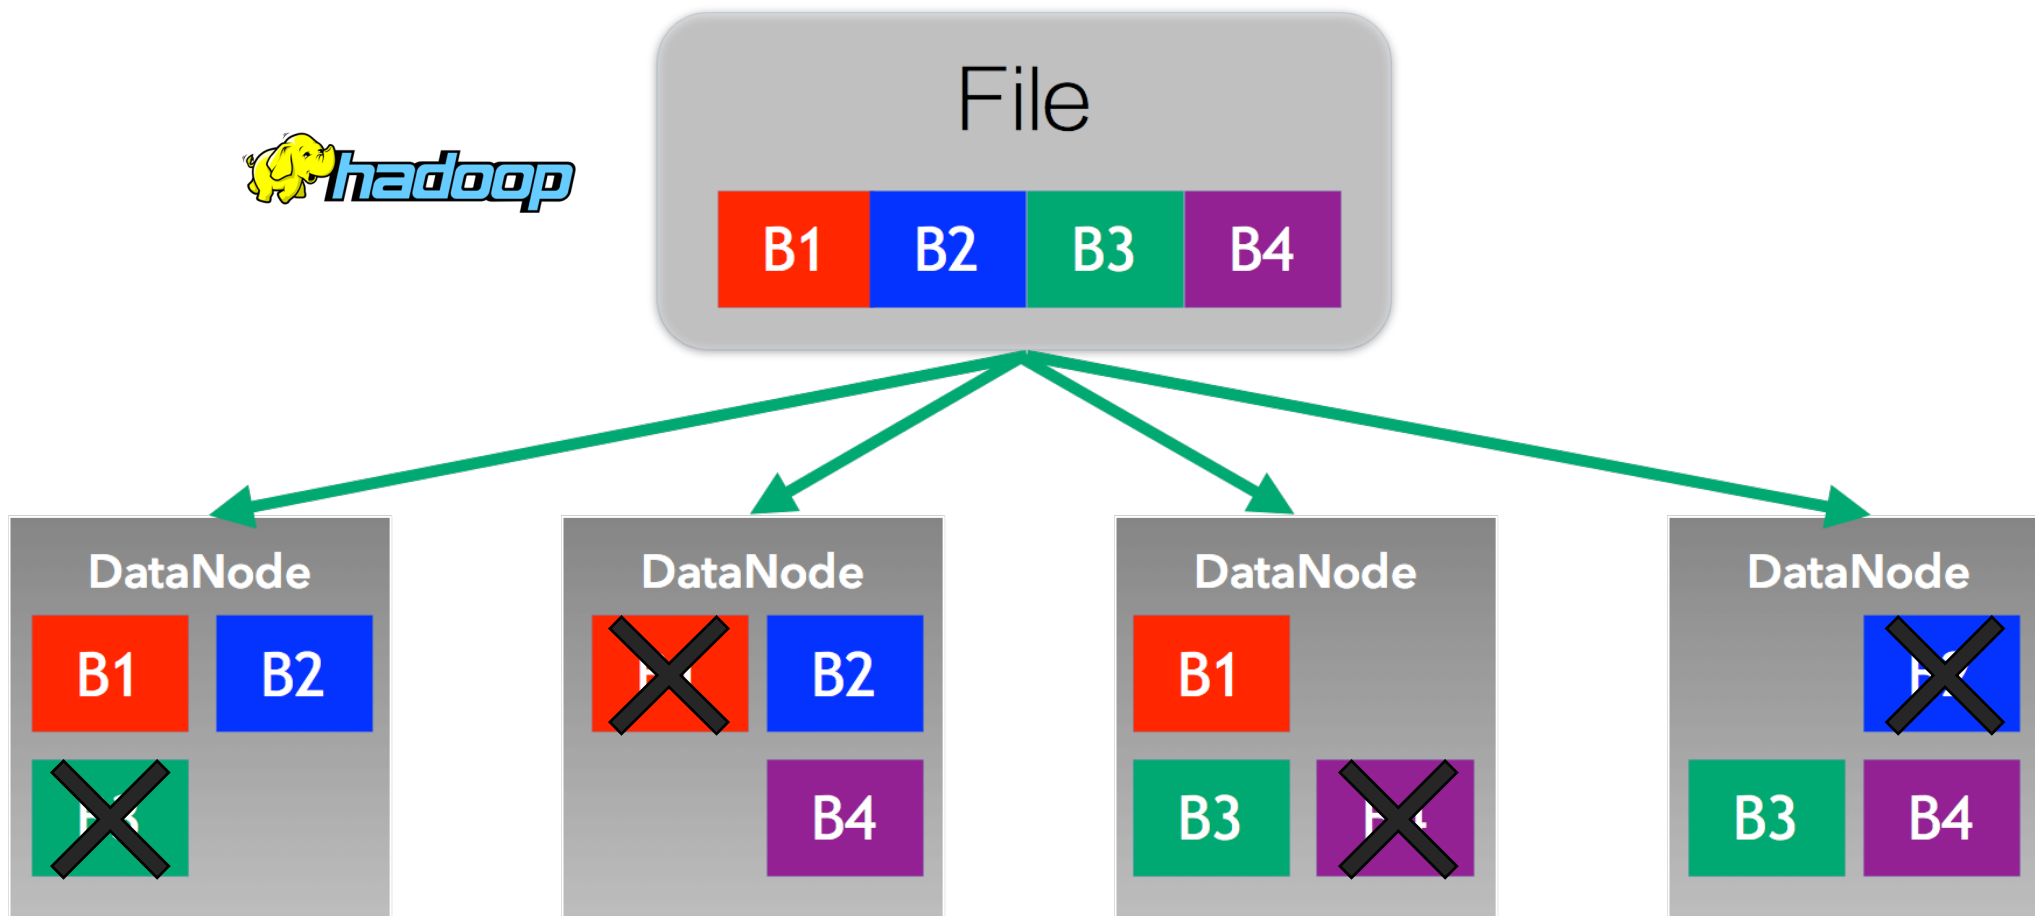 File
hadoop
B1 B2 B3 B4
DataNode DataNode DataNode DataNode
B1 B2 B2 B1
B4 B3 B3 B4